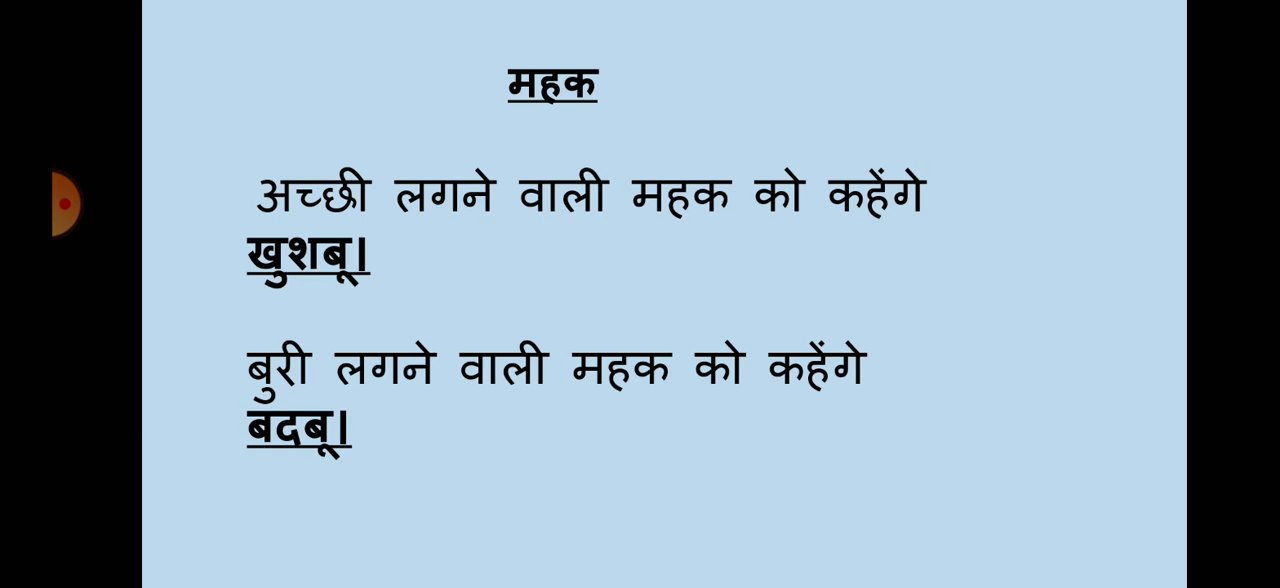 महक
अच्छी लगने वाली महक को कहेंगे
खुशबू।
बुरी लगने वाली महक को कहेंगे
बदबू।